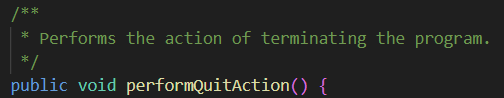 /**
 * Performs the action of terminating the program.
 */
public void performQuitAction() {